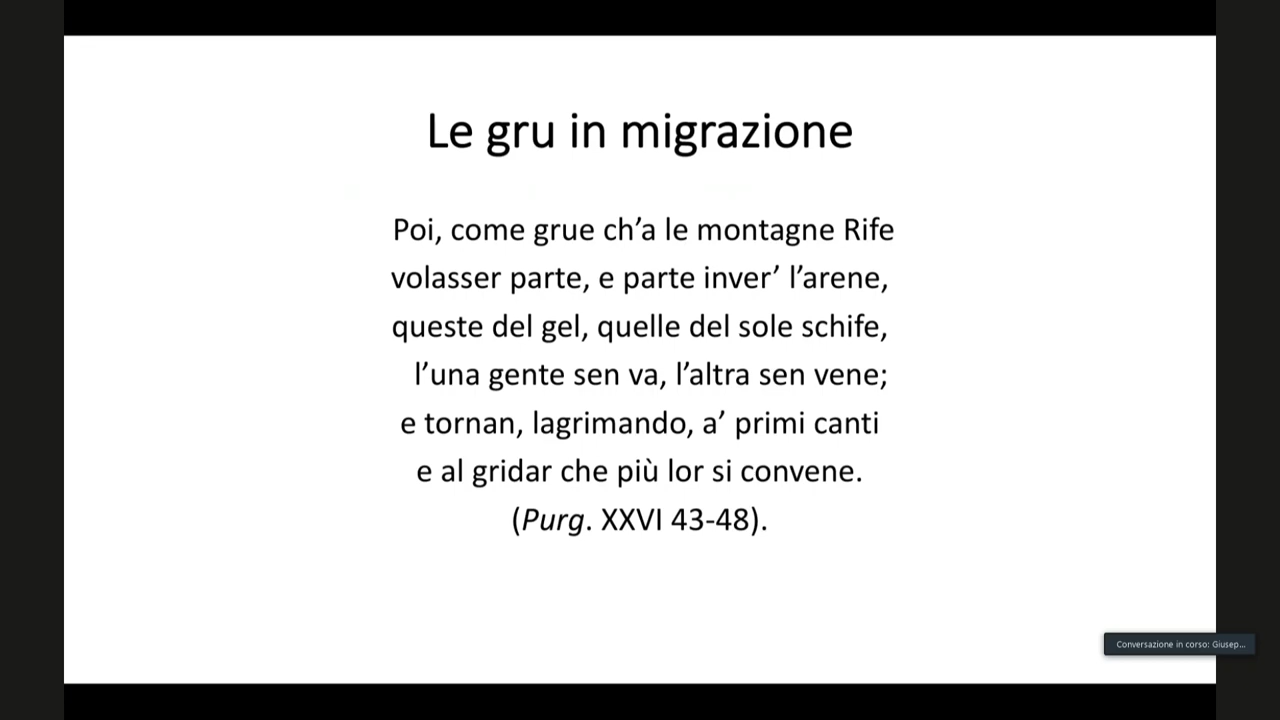 Le gru in migrazione
Poi, come grue ch’a le montagne Rife
volasser parte, e parte inver’ l’arene,
queste del gel, quelle del sole schife,
l’una gente sen va, l’altra sen vene;
e tornan, lagrimando, a’ primi canti
e al gridar che più lor si convene.
(Purg. XXVI 43-48).
Conversazione in corso: Giusep...